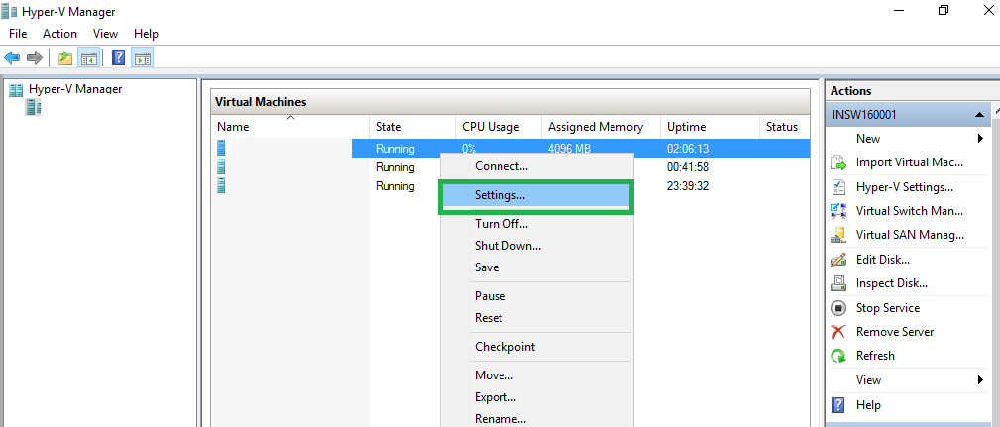 Hyper-V Manager
File Action View Help
Hyper-V Manager
Virtual Machines
Name State CPU Usage Assigned Memory Uptime Status
Running 0% 4096 MB 02:06:13
Running 00:41:58
Running 23:39:32
Connect...
Settings...
Turn Off...
Shut Down...
Save
Pause
Reset
Checkpoint
Move...
Export...
Rename...
Actions
INSW160001
New
Import Virtual Mac...
Hyper-V Settings...
Virtual Switch Man...
Virtual SAN Manag...
Edit Disk...
Inspect Disk...
Stop Service
Remove Server
Refresh
View
Help